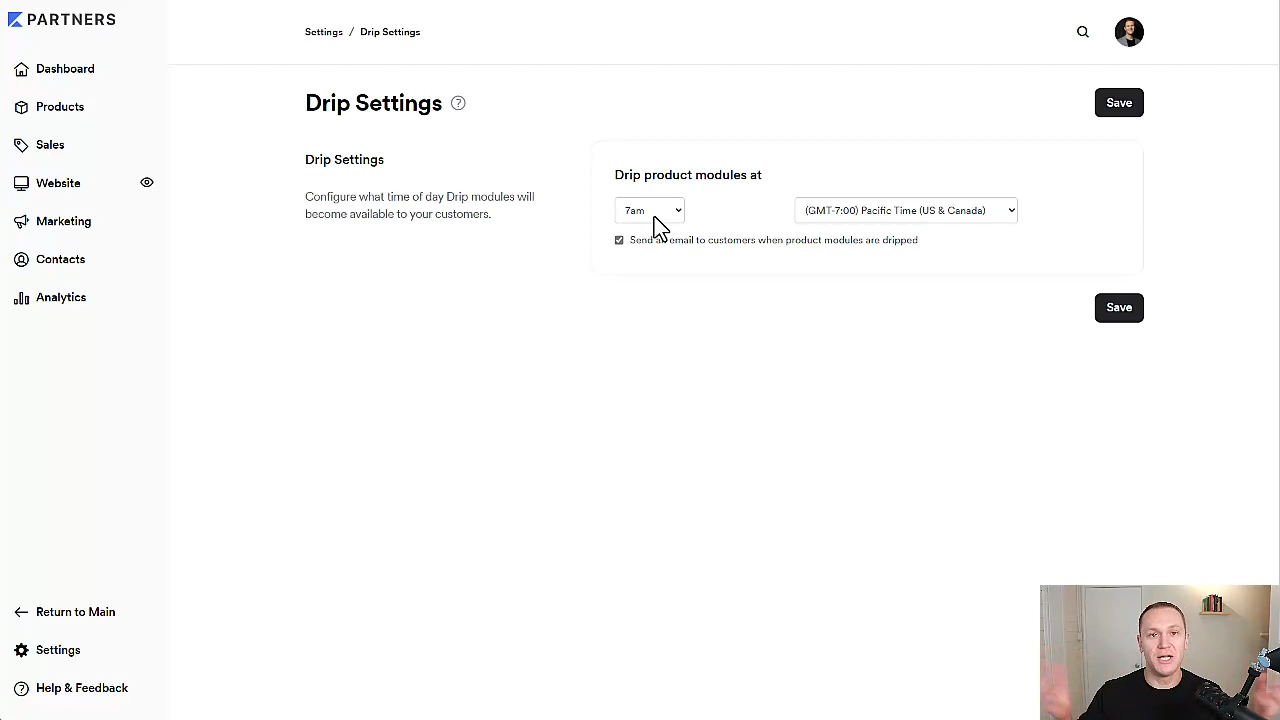 PARTNERS
Dashboard
Products
Sales
Website
Marketing
Contacts
Analytics
Return to Main
Settings
Help & Feedback
Settings / Drip Settings
Drip Settings
Save
Drip Settings
Configure what time of day Drip modules will
become available to your customers.
Drip product modules at
7am
(GMT-7:00) Pacific Time (US & Canada)
Send an email to customers when product modules are dripped
Save